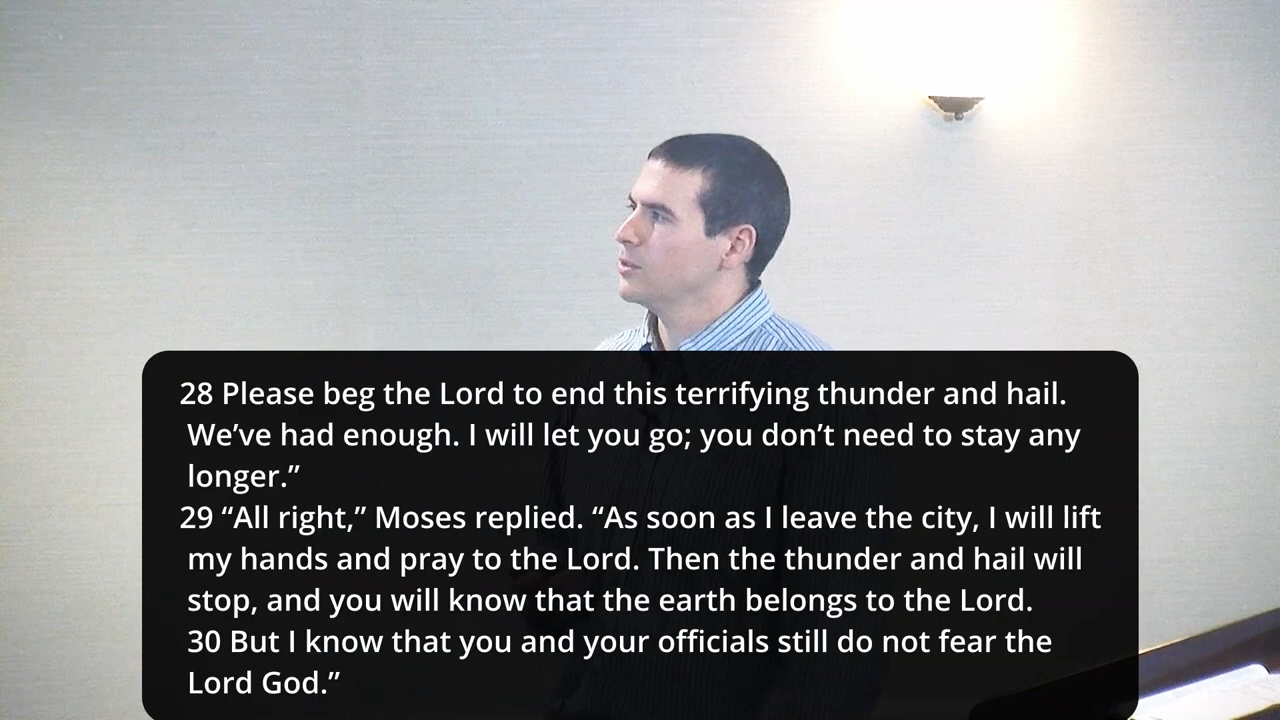 28 Please beg the Lord to end this terrifying thunder and hail.
We’ve had enough. I will let you go; you don’t need to stay any
longer.”
29 “All right,” Moses replied. “As soon as I leave the city, I will lift
my hands and pray to the Lord. Then the thunder and hail will
stop, and you will know that the earth belongs to the Lord.
30 But I know that you and your officials still do not fear the
Lord God.”